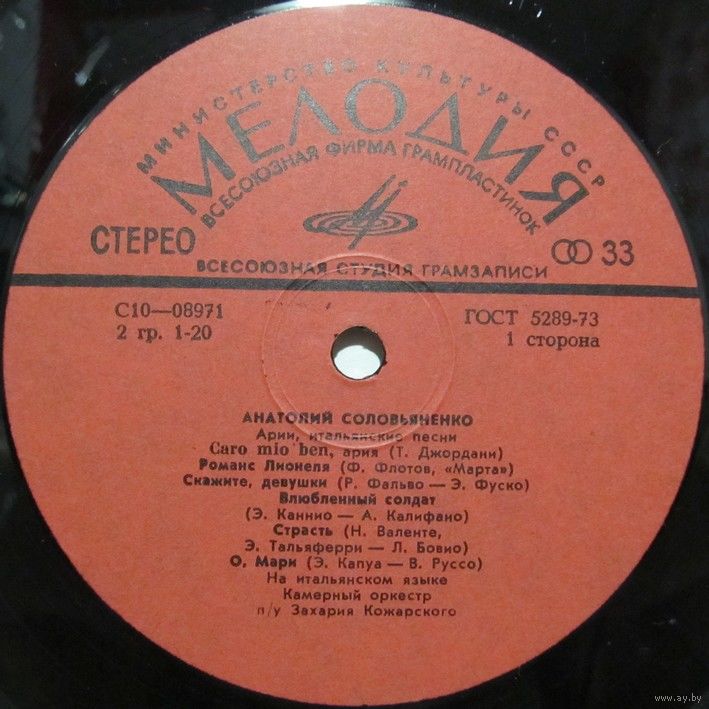 МИНИСТЕРСТВО КУЛЬТУРЫ СССР
МЕЛОДИЯ
ВСЕСОЮЗНАЯ ФИРМА ГРАМПЛАСТИНОК
СТЕРЕО
33
ВСЕСОЮЗНАЯ СТУДИЯ ГРАМЗАПИСИ
С10—08971
ГОСТ 5289-73
2 гр. 1-20
1 сторона
АНАТОЛИЙ СОЛОВЬЯНЕНКО
Арии, итальянские песни
Caro mio ben, ария (Т. Джордани)
Романс Лионеля (Ф. Флотов, «Марта»)
Скажите, девушки (Р. Фальво — Э. Фуско)
Влюбленный солдат
(Э. Каннио — А. Калифано)
Страсть (Н. Валенте,
Э. Тальяферри — Л. Бовио)
О, Мари (Э. Капуа — В. Руссо)
На итальянском языке
Камерный оркестр
п/у Захария Кожарского
www.ay.by